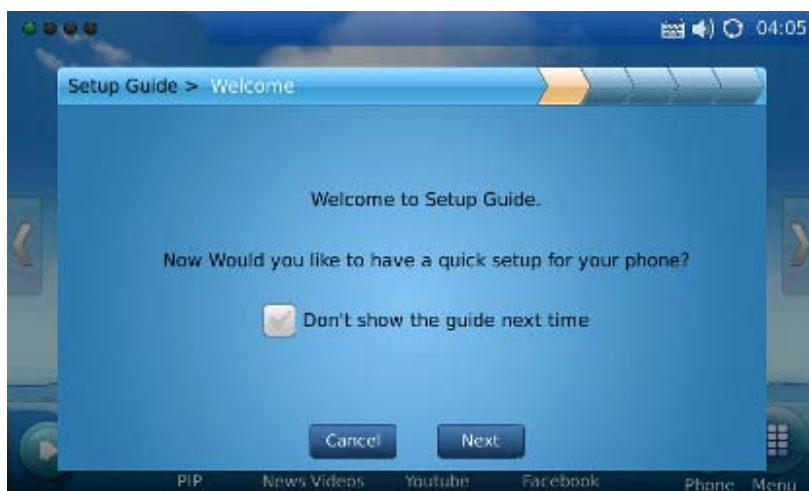 04:05
Setup Guide > Welcome
Welcome to Setup Guide.
Now Would you like to have a quick setup for your phone?
Don't show the guide next time
Cancel Next
PIP News Videos Youtube Facebook Phone Menu